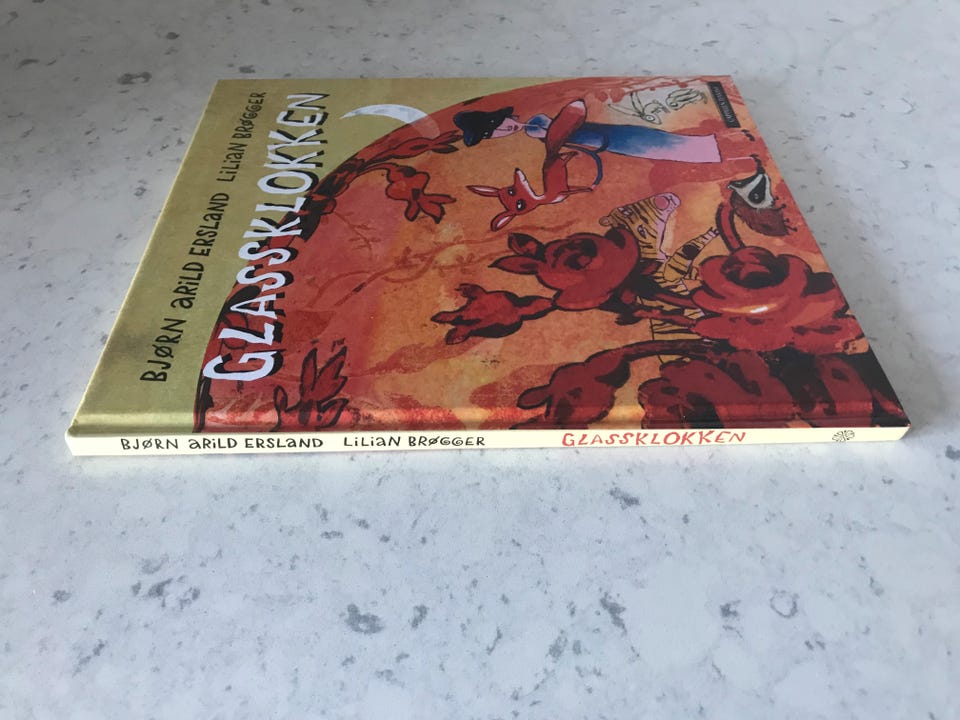 BJØRN ARILD ERSLAND LILIAN BRØGGER
GLASSKLOKKEN
BJØRN ARILD ERSLAND LILIAN BRØGGER GLASSKLOKKEN